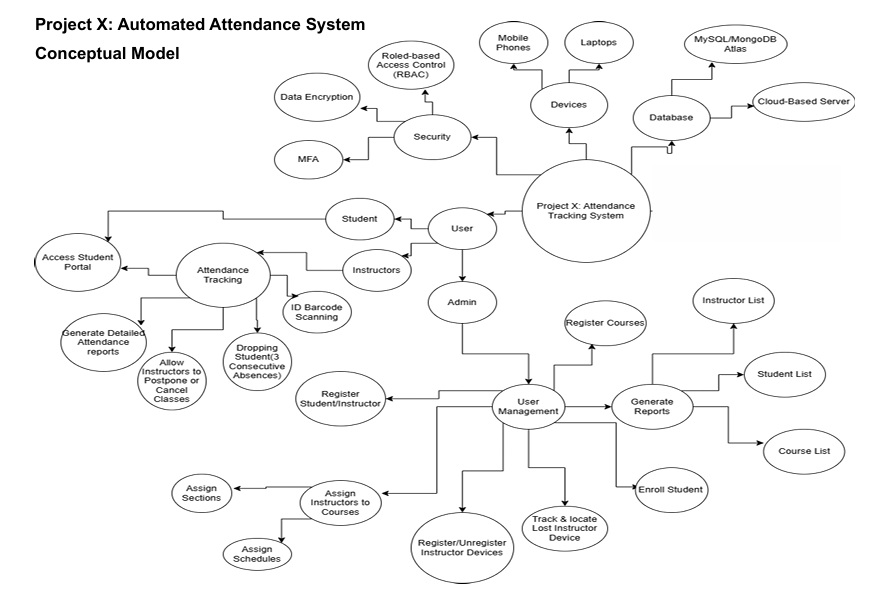 Project X: Automated Attendance System
Conceptual Model
Mobile
Phones
Laptops
MySQL/MongoDB
Atlas
Roled-based
Access Control
(RBAC)
Data Encryption
Devices
Database
Cloud-Based Server
Security
MFA
Project X: Attendance
Tracking System
Student
User
Access Student
Portal
Attendance
Tracking
Instructors
ID Barcode
Scanning
Admin
Instructor List
Register Courses
Generate Detailed
Attendance
reports
Dropping
Student(3
Consecutive
Absences)
Allow
Instructors to
Postpone or
Cancel
Classes
Student List
Register
Student/Instructor
User
Management
Generate
Reports
Course List
Assign
Sections
Assign
Instructors to
Courses
Enroll Student
Track & locate
Lost Instructor
Device
Register/Unregister
Instructor Devices
Assign
Schedules